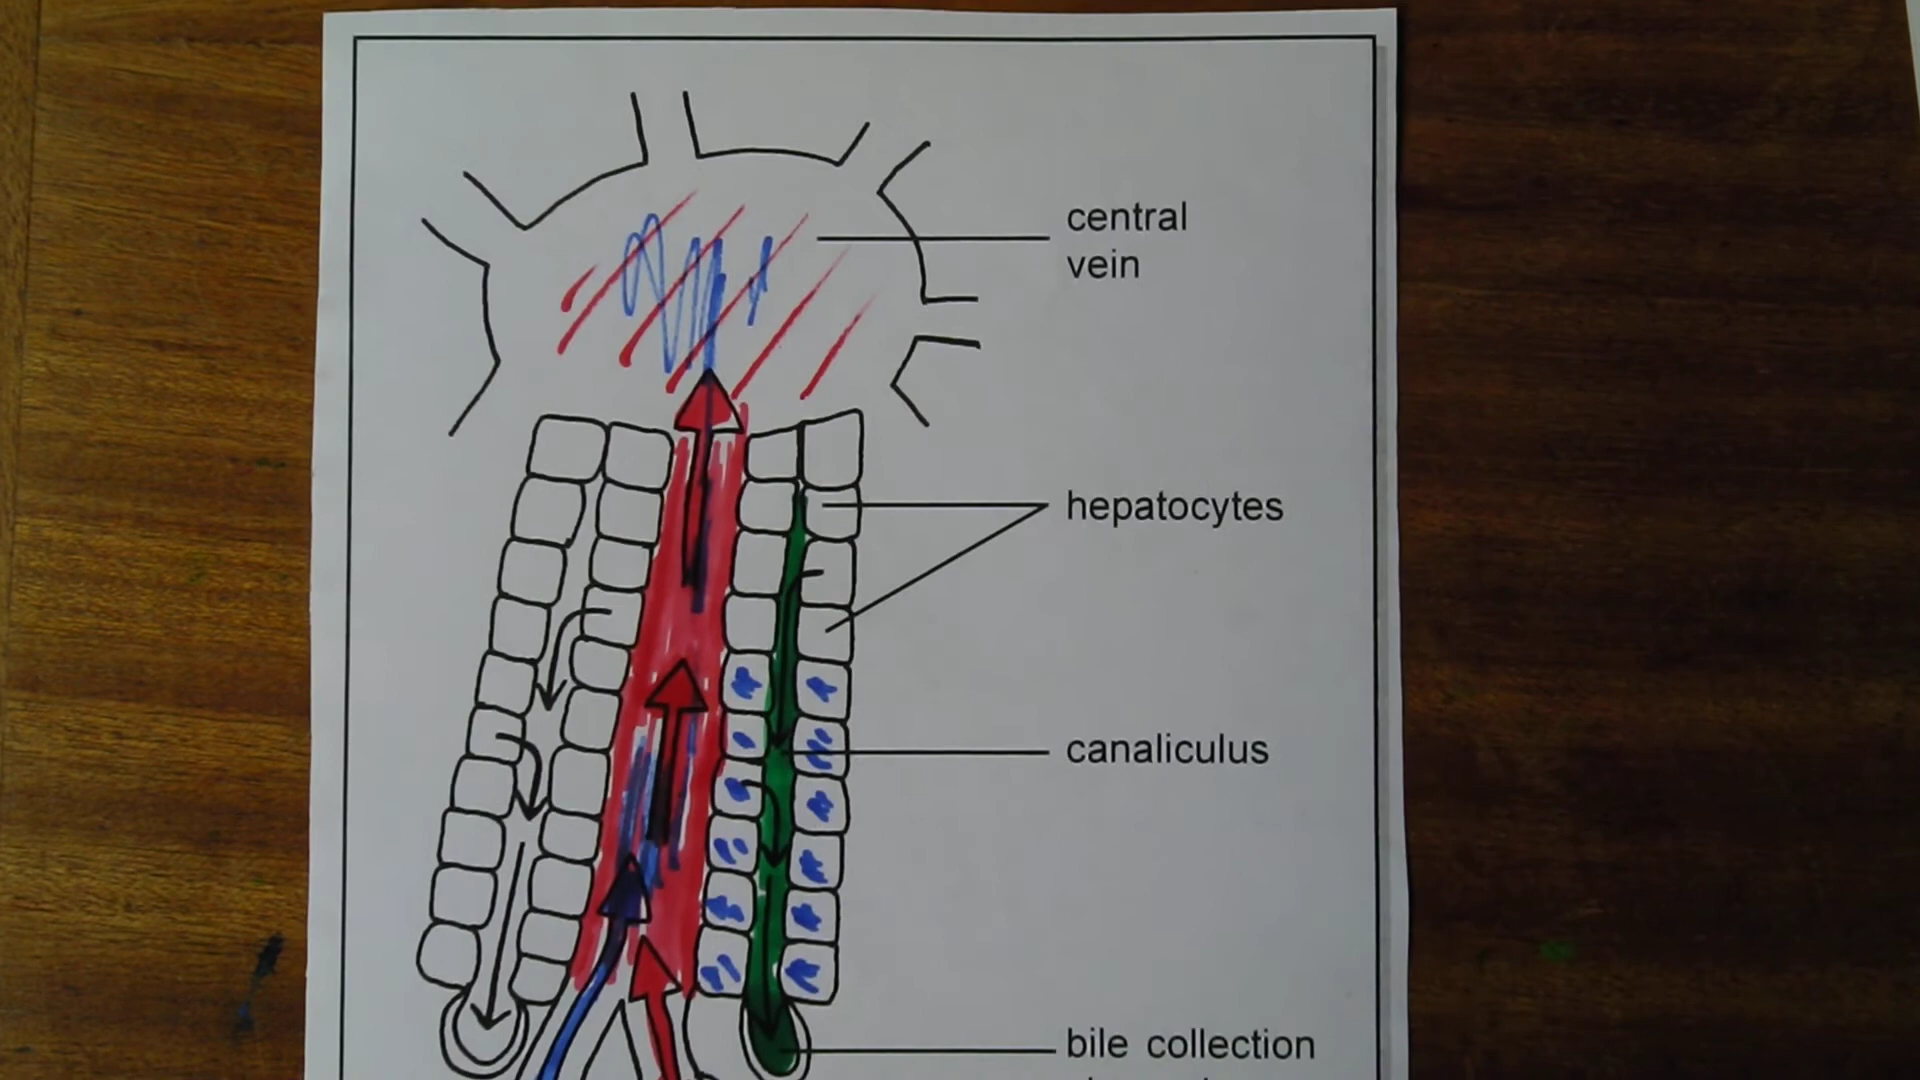 central
vein
hepatocytes
canaliculus
bile collection